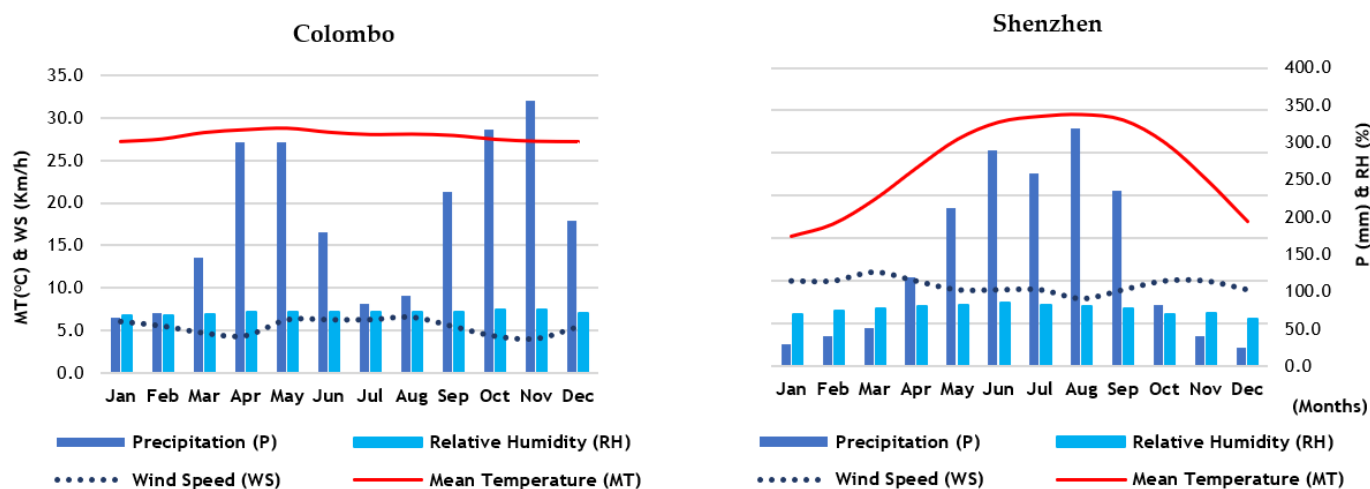 Colombo
MT(°C) & WS (Km/h)
35.0
30.0
25.0
20.0
15.0
10.0
5.0
0.0
Jan Feb Mar Apr May Jun Jul Aug Sep Oct Nov Dec
Precipitation (P)
Relative Humidity (RH)
Wind Speed (WS)
Mean Temperature (MT)
Shenzhen
400.0
350.0
300.0
250.0
200.0
150.0
100.0
50.0
0.0
P (mm) & RH (%)
Jan Feb Mar Apr May Jun Jul Aug Sep Oct Nov Dec
(Months)
Precipitation (P)
Relative Humidity (RH)
Wind Speed (WS)
Mean Temperature (MT)